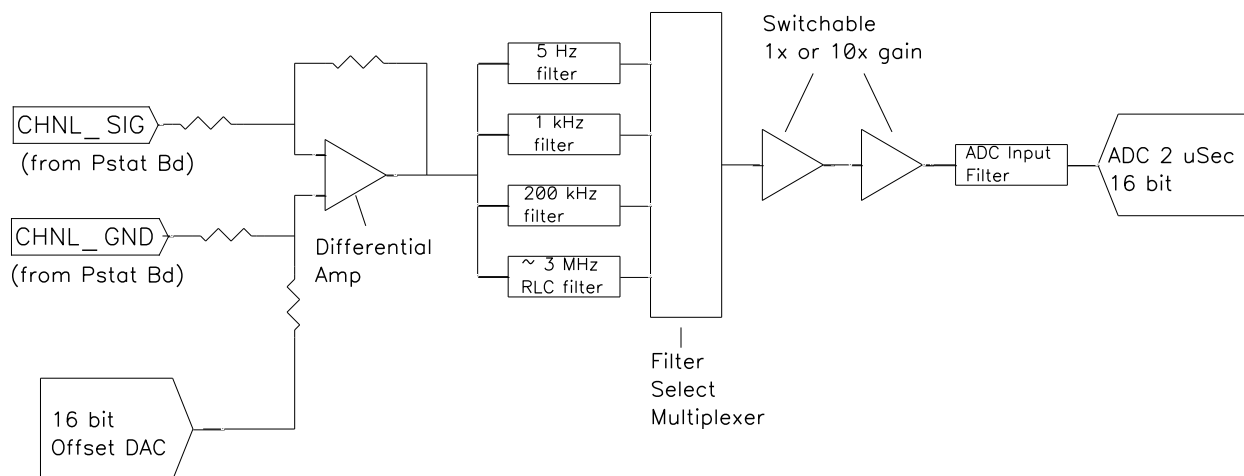 CHNL_SIG
(from Pstat Bd)
CHNL_GND
(from Pstat Bd)
16 bit
Offset DAC
Differential
Amp
5 Hz
filter
1 kHz
filter
200 kHz
filter
~ 3 MHz
RLC filter
Filter
Select
Multiplexer
Switchable
1x or 10x gain
ADC Input
Filter
ADC 2 uSec
16 bit